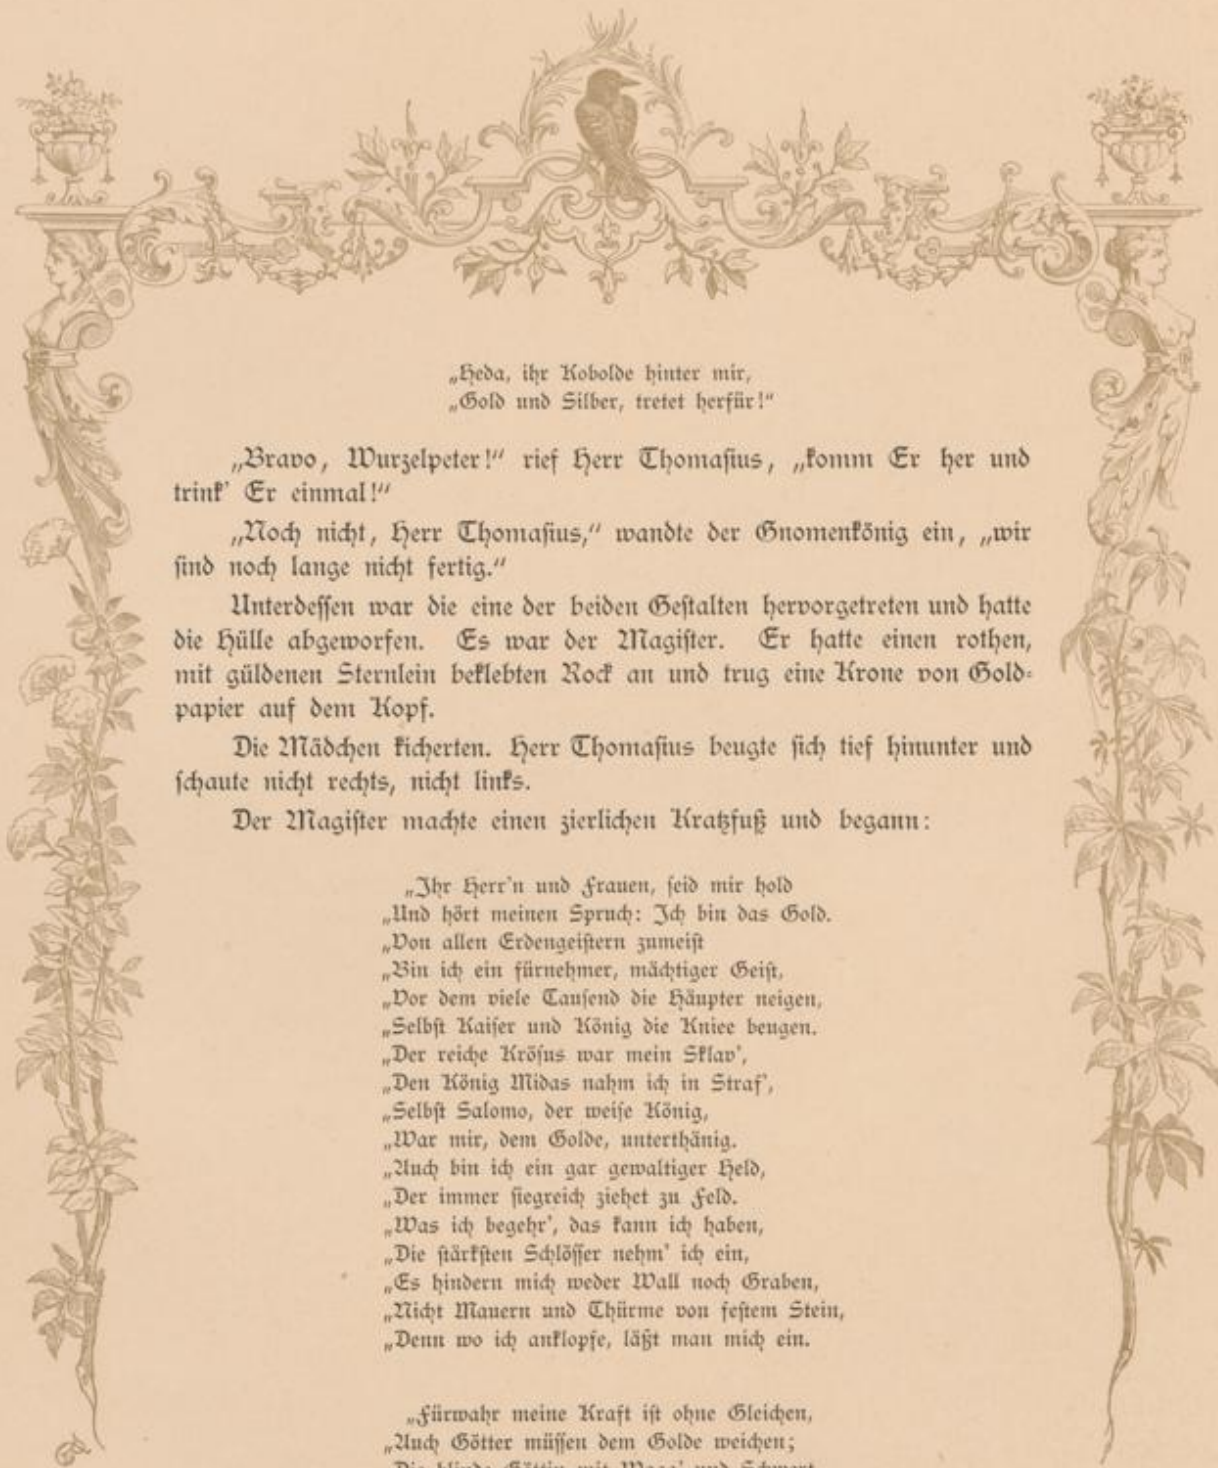 „Heda, ihr Kobolde hinter mir,
„Gold und Silber, tretet herfür!“
„Bravo, Wurzelpeter!“ rief Herr Thomasius, „komm Er her und
trink’ Er einmal!“
„Noch nicht, Herr Thomasius,“ wandte der Gnomenkönig ein, „wir
sind noch lange nicht fertig.“
Unterdessen war die eine der beiden Gestalten hervorgetreten und hatte
die Hülle abgeworfen. Es war der Magister. Er hatte einen rothen,
mit güldenen Sternlein beklebten Rock an und trug eine Krone von Gold-
papier auf dem Kopf.
Die Mädchen kicherten. Herr Thomasius beugte sich tief hinunter und
schaute nicht rechts, nicht links.
Der Magister machte einen zierlichen Kratzfuß und begann:
„Ihr Herr’n und Frauen, seid mir hold
„Und hört meinen Spruch: Ich bin das Gold.
„Von allen Erdengeistern zumeist
„Bin ich ein fürnehmer, mächtiger Geist,
„Vor dem viele Tausend die Häupter neigen,
„Selbst Kaiser und König die Kniee beugen.
„Der reiche Krösus war mein Sklav’,
„Den König Midas nahm ich in Straf’,
„Selbst Salomo, der weise König,
„War mir, dem Golde, unterthänig.
„Auch bin ich ein gar gewaltiger Held,
„Der immer siegreich ziehet zu Feld.
„Was ich begehr’, das kann ich haben,
„Die stärksten Schlösser nehm’ ich ein,
„Es hindern mich weder Wall noch Graben,
„Nicht Mauern und Thürme von festem Stein,
„Denn wo ich anklopfe, läßt man mich ein.
„Fürwahr meine Kraft ist ohne Gleichen,
„Auch Götter müssen dem Golde weichen;